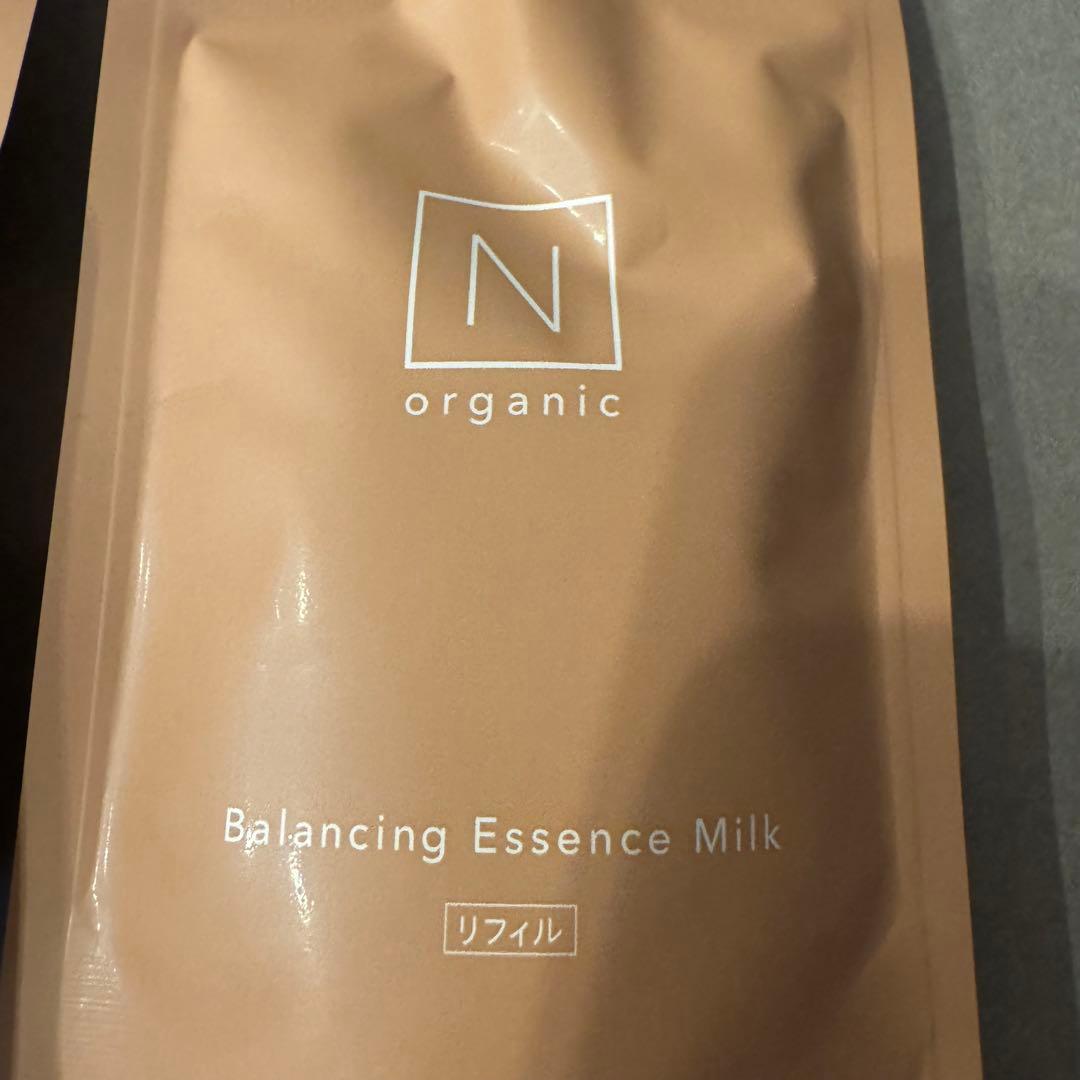 N
organic
Balancing Essence Milk
リフィル